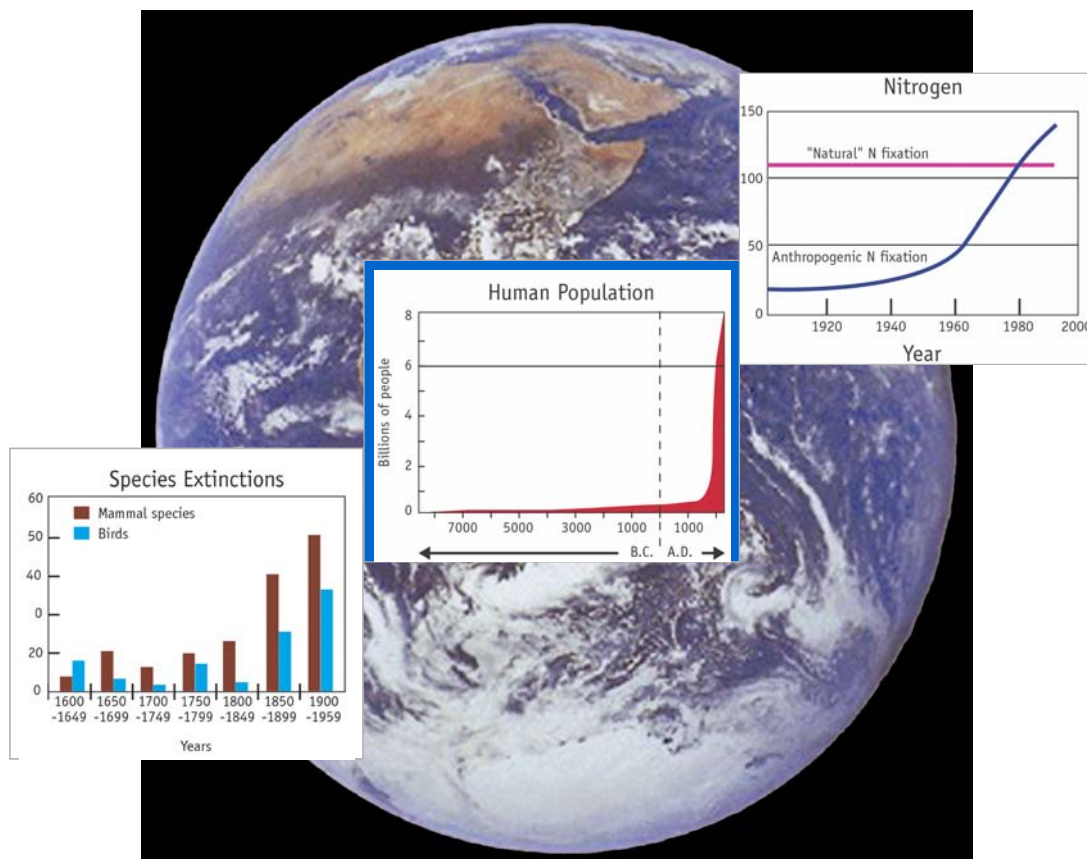 Nitrogen
150
"Natural" N fixation
100
50
Anthropogenic N fixation
0
1920 1940 1960 1980 2000
Year
Human Population
8
6
Billions of people
4
2
0
7000 5000 3000 1000 1000
B.C. A.D.
Species Extinctions
60
Mammal species
50
Birds
40
0
20
0
1600 1650 1700 1750 1800 1850 1900
-1649 -1699 -1749 -1799 -1849 -1899 -1959
Years